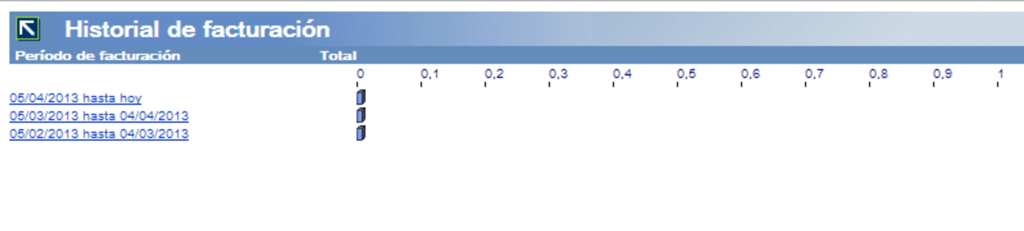 Historial de facturación
Período de facturación Total
0 0,1 0,2 0,3 0,4 0,5 0,6 0,7 0,8 0,9 1
05/04/2013 hasta hoy
05/03/2013 hasta 04/04/2013
05/02/2013 hasta 04/03/2013